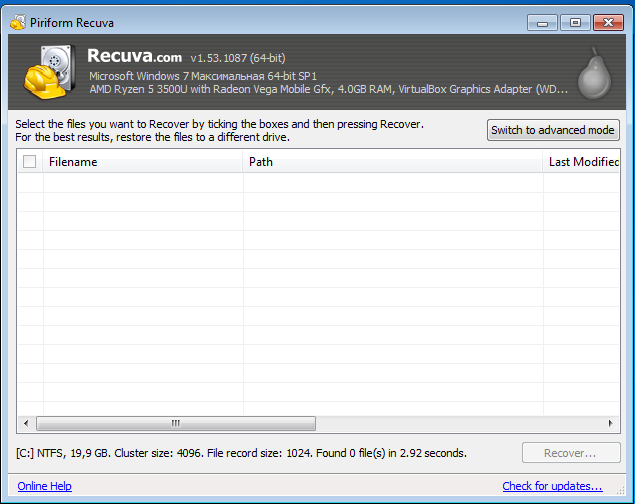 Piriform Recuva
Recuva.com v1.53.1087 (64-bit)
Microsoft Windows 7 Максимальная 64-bit SP1
AMD Ryzen 5 3500U with Radeon Vega Mobile Gfx, 4.0GB RAM, VirtualBox Graphics Adapter (WD...
Select the files you want to Recover by ticking the boxes and then pressing Recover.
For the best results, restore the files to a different drive.
Switch to advanced mode
Filename Path Last Modified
[C:] NTFS, 19,9 GB. Cluster size: 4096. File record size: 1024. Found 0 file(s) in 2.92 seconds.
Recover...
Online Help Check for updates...